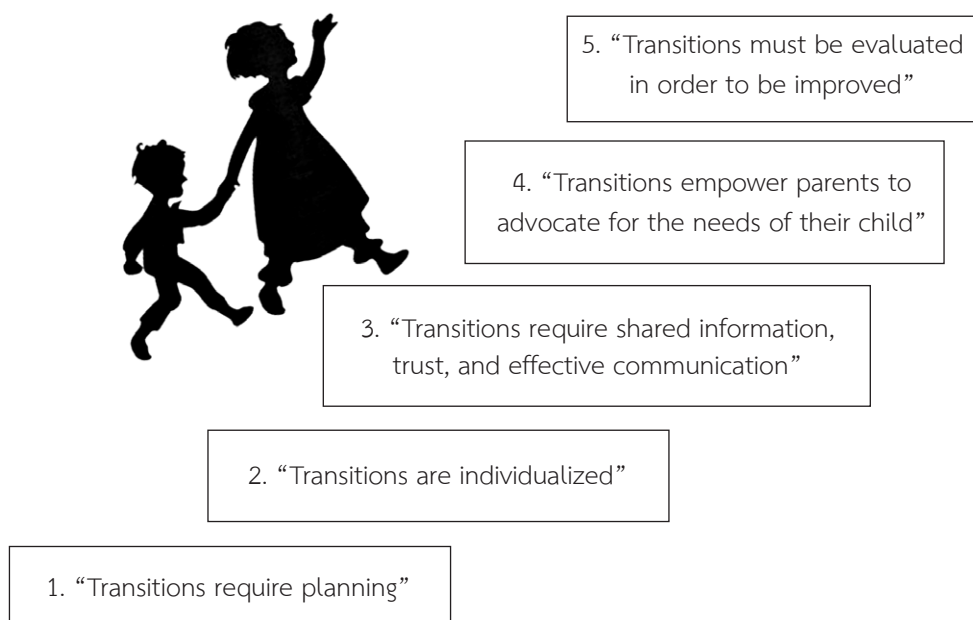 5. “Transitions must be evaluated
in order to be improved”
4. “Transitions empower parents to
advocate for the needs of their child”
3. “Transitions require shared information,
trust, and effective communication”
2. “Transitions are individualized”
1. “Transitions require planning”